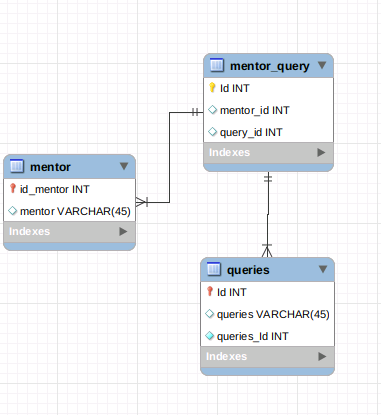 mentor_query
Id INT
mentor_id INT
query_id INT
Indexes
mentor
id_mentor INT
mentor VARCHAR(45)
Indexes
queries
Id INT
queries VARCHAR(45)
queries_Id INT
Indexes